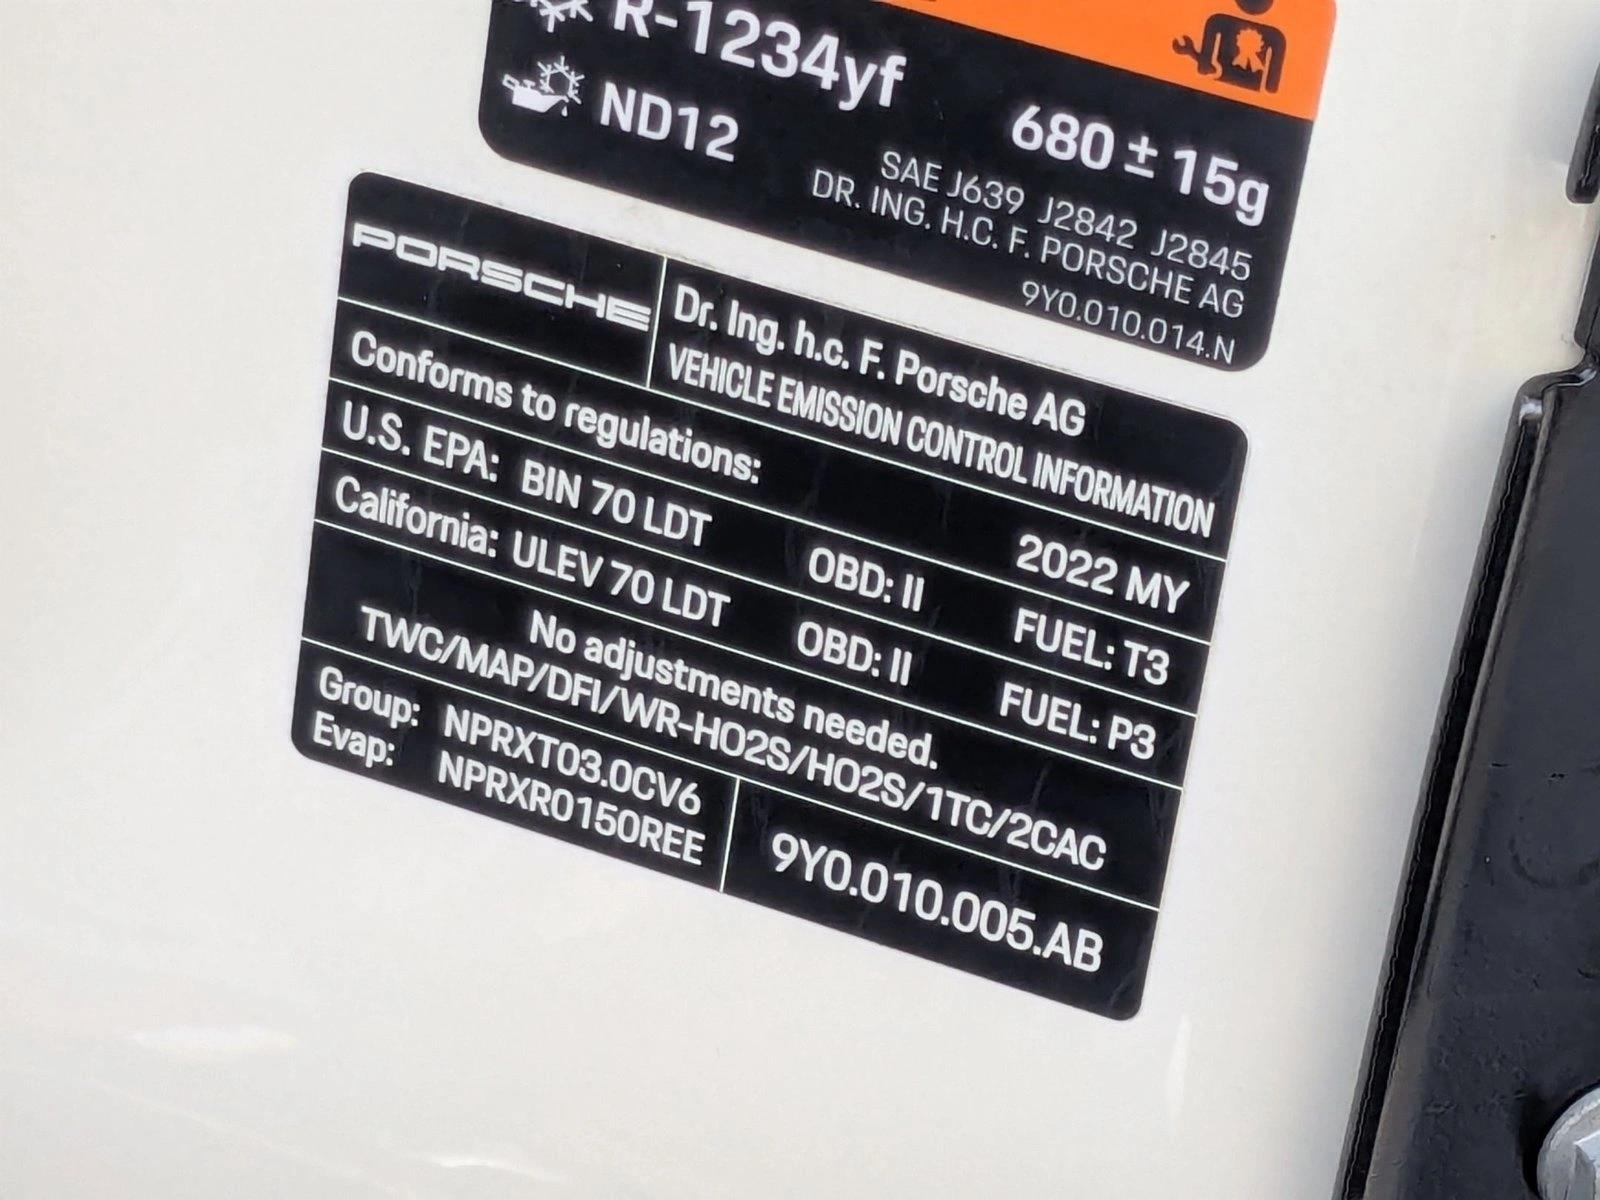 R-1234yf
ND12
680 ± 15g
SAE J639 J2842 J2845
DR. ING. H.C. F. PORSCHE AG
9Y0.010.014.N
PORSCHE
Dr. Ing. h.c. F. Porsche AG
VEHICLE EMISSION CONTROL INFORMATION
Conforms to regulations: 2022 MY
U.S. EPA: BIN 70 LDT OBD: II FUEL: T3
California: ULEV 70 LDT OBD: II FUEL: P3
No adjustments needed.
TWC/MAP/DFI/WR-HO2S/HO2S/1TC/2CAC
Group: NPRXT03.0CV6
Evap: NPRXR0150REE
9Y0.010.005.AB